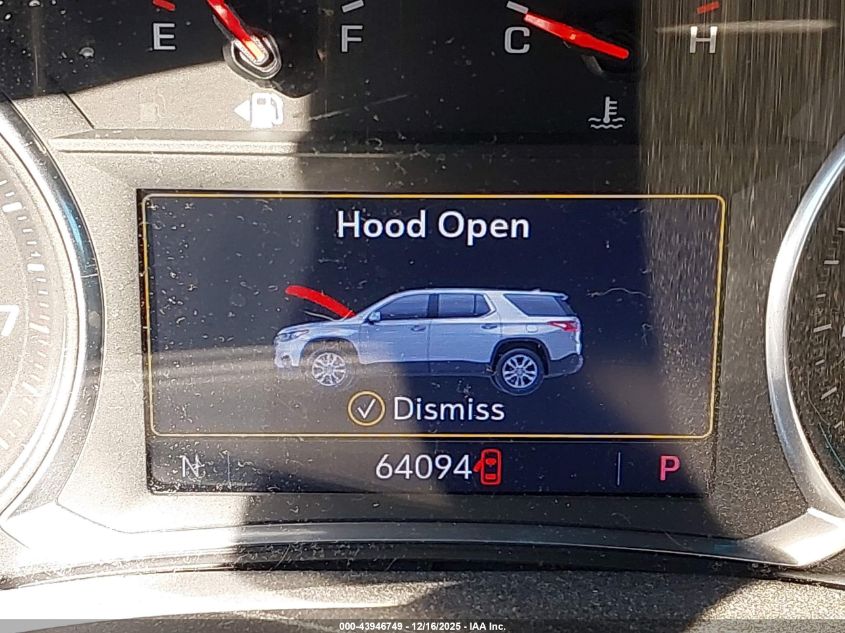 E F C H
Hood Open
Dismiss
N 64094 P
000-43946749 - 12/16/2025 - IAA Inc.